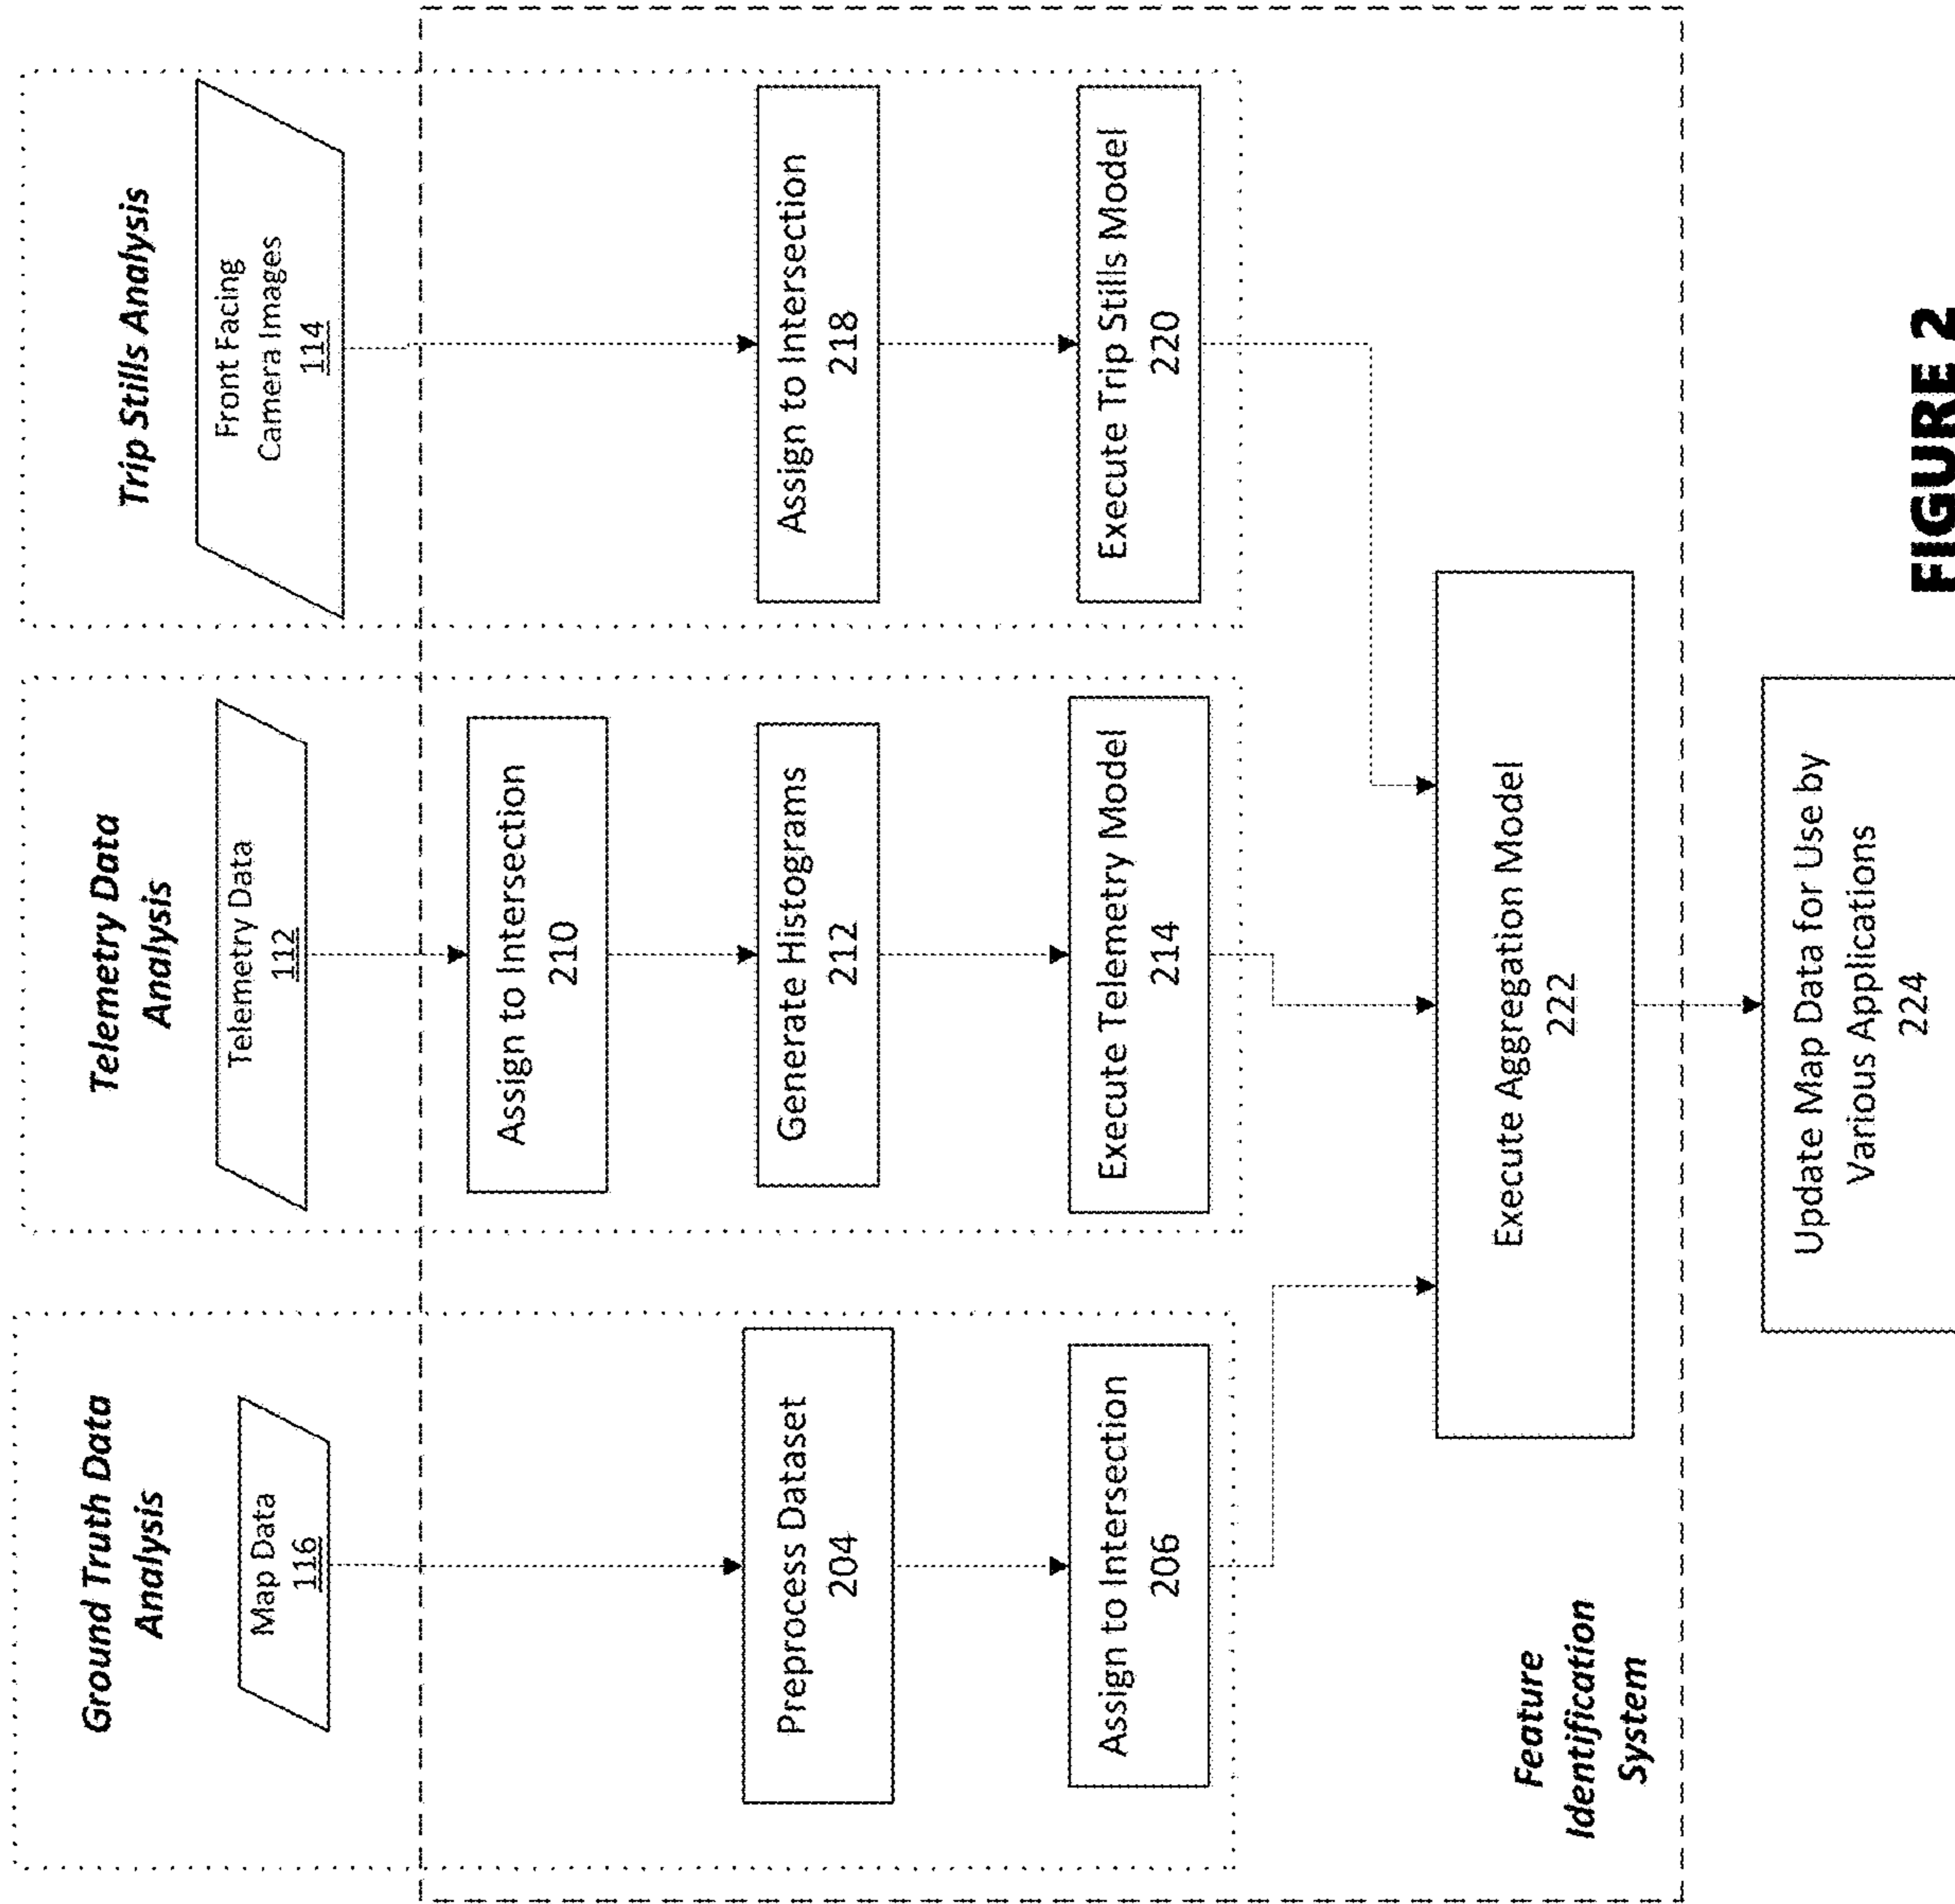 Ground Truth Data
Analysis
Map Data
116
Preprocess Dataset
204
Assign to Intersection
206
Telemetry Data
Analysis
Telemetry Data
112
Assign to Intersection
210
Generate Histograms
212
Execute Telemetry Model
214
Trip Stills Analysis
Front Facing
Camera Images
114
Assign to Intersection
218
Execute Trip Stills Model
220
Feature
Identification
System
Execute Aggregation Model
222
Update Map Data for Use by
Various Applications
224
FIGURE 2